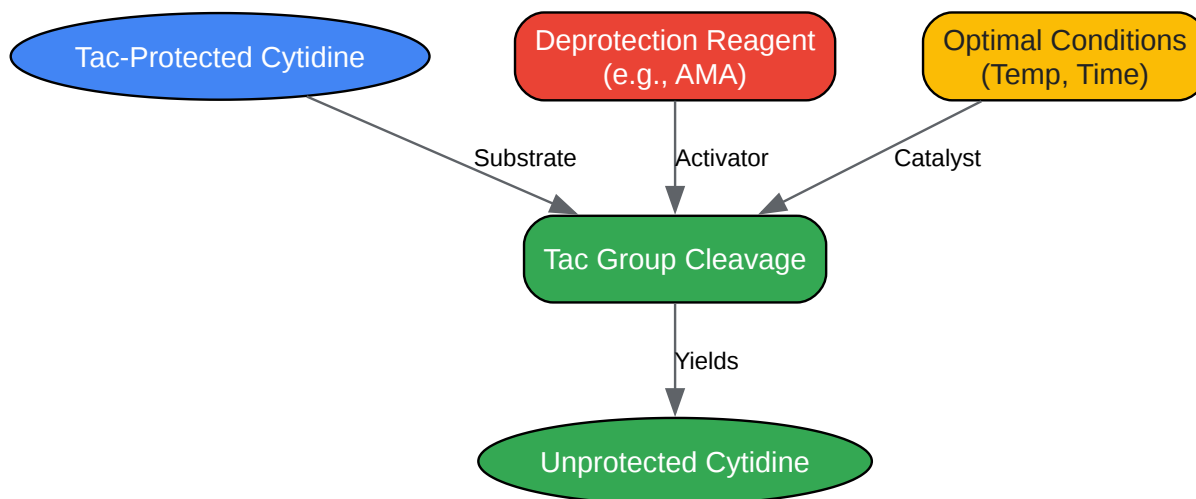 Tac-Protected Cytidine
Deprotection Reagent
(e.g., AMA)
Optimal Conditions
(Temp, Time)
Substrate
Activator
Catalyst
Tac Group Cleavage
Yields
Unprotected Cytidine